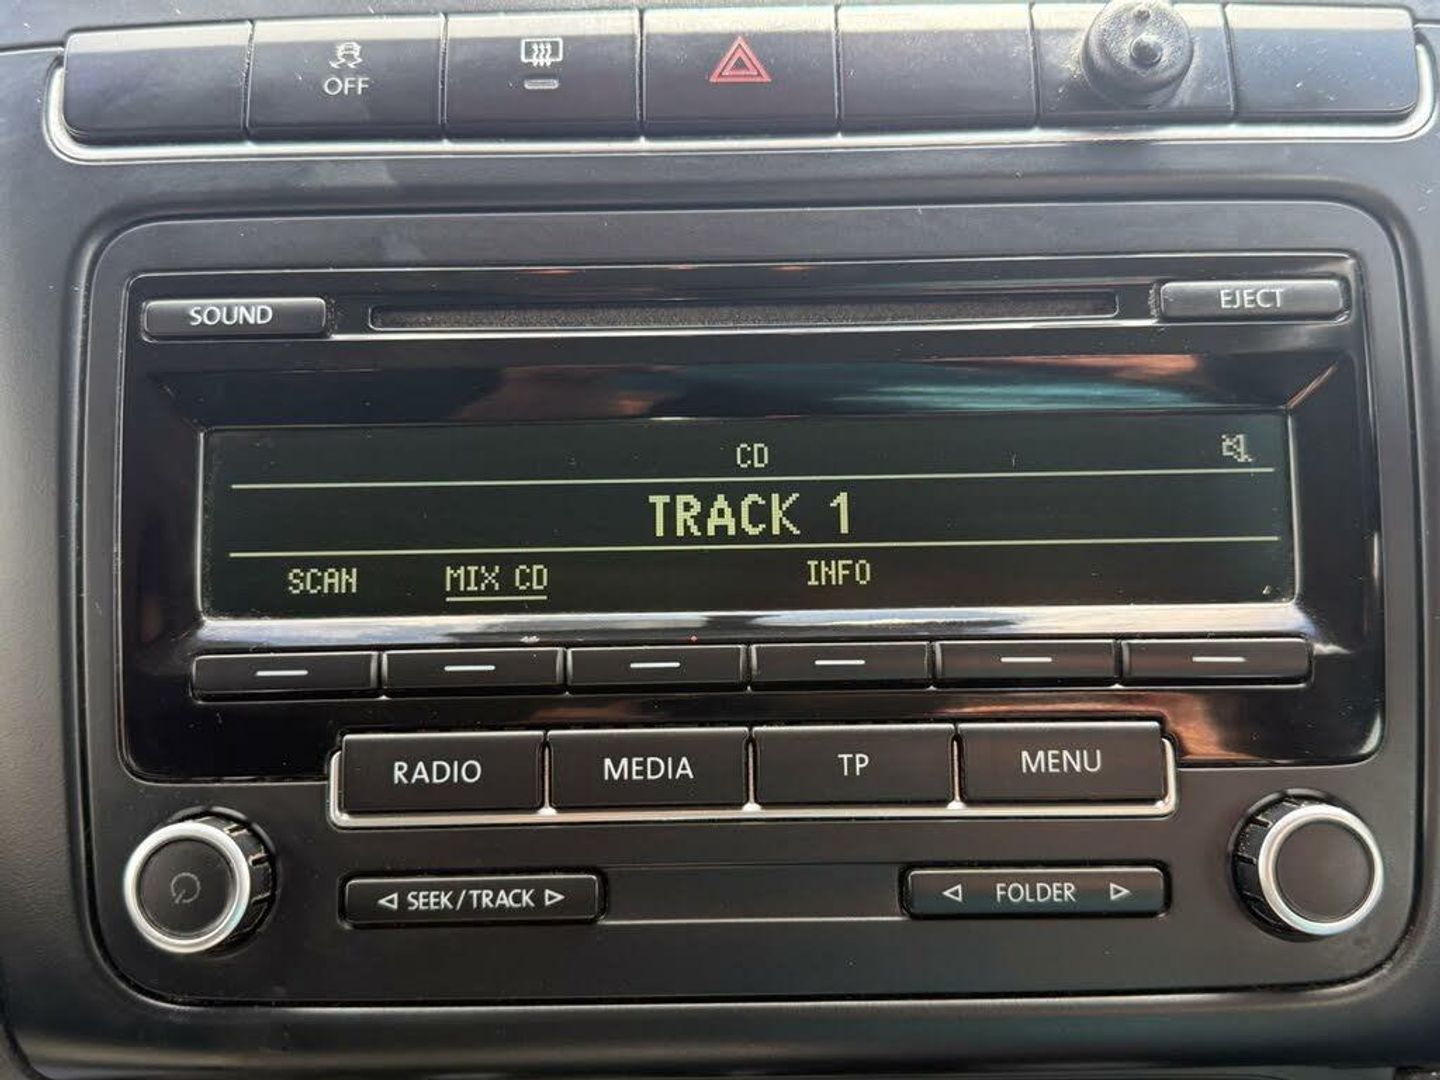 OFF
SOUND
EJECT
CD
TRACK 1
SCAN MIX CD INFO
RADIO MEDIA TP MENU
SEEK/TRACK FOLDER